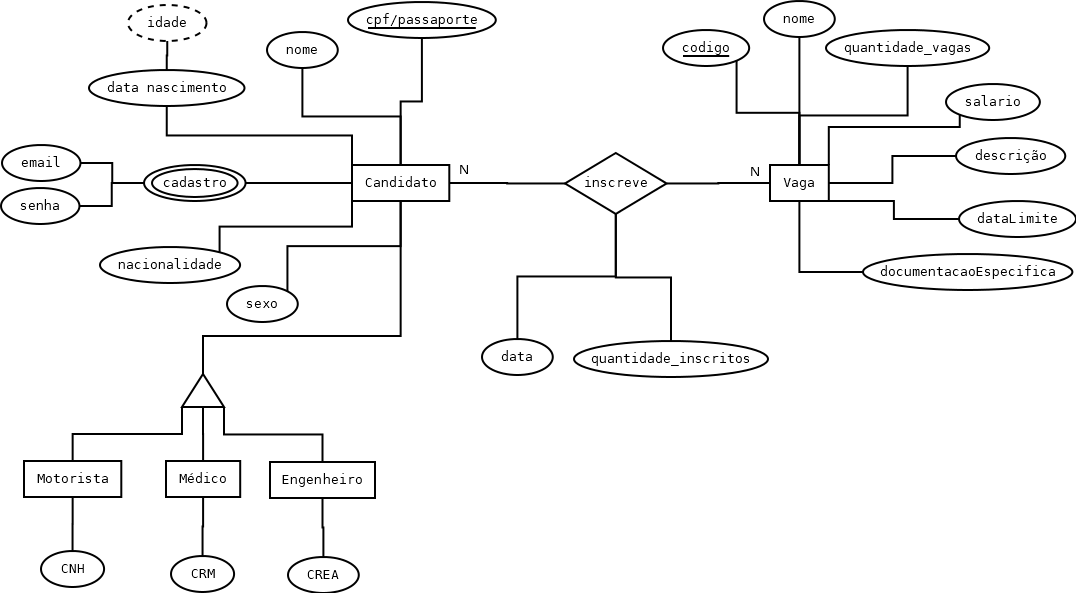 idade
cpf/passaporte
nome
nome
codigo
quantidade_vagas
data nascimento
salario
email
descrição
senha
cadastro
Candidato
N
inscreve
N
Vaga
dataLimite
nacionalidade
documentacaoEspecifica
sexo
data
quantidade_inscritos
Motorista
Médico
Engenheiro
CNH
CRM
CREA